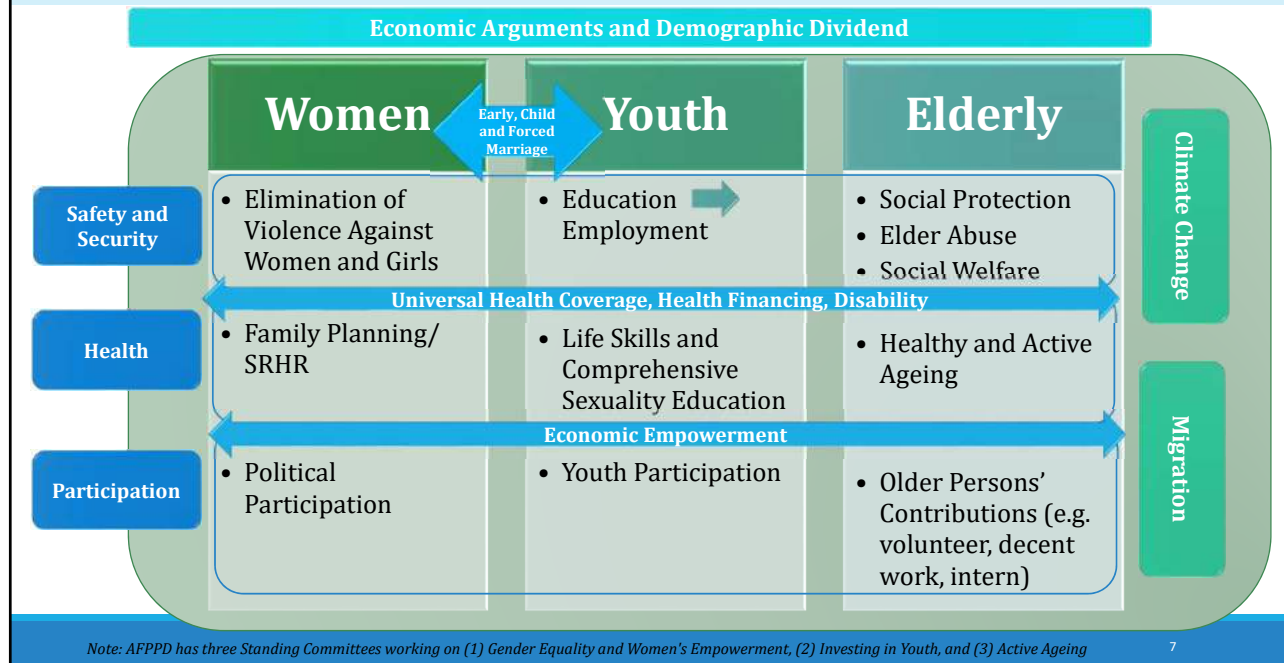 Economic Arguments and Demographic Dividend
Women
Early, Child
and Forced
Marriage
Youth
Elderly
Safety and
Security
• Elimination of
Violence Against
Women and Girls
• Education
Employment
• Social Protection
• Elder Abuse
• Social Welfare
Climate Change
Universal Health Coverage, Health Financing, Disability
Health
• Family Planning/
SRHR
• Life Skills and
Comprehensive
Sexuality Education
• Healthy and Active
Ageing
Economic Empowerment
Participation
• Political
Participation
• Youth Participation
• Older Persons’
Contributions (e.g.
volunteer, decent
work, intern)
Migration
Note: AFPPD has three Standing Committees working on (1) Gender Equality and Women's Empowerment, (2) Investing in Youth, and (3) Active Ageing
7